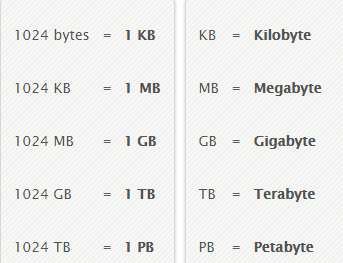 1024 bytes = 1 KB
1024 KB = 1 MB
1024 MB = 1 GB
1024 GB = 1 TB
1024 TB = 1 PB
KB = Kilobyte
MB = Megabyte
GB = Gigabyte
TB = Terabyte
PB = Petabyte